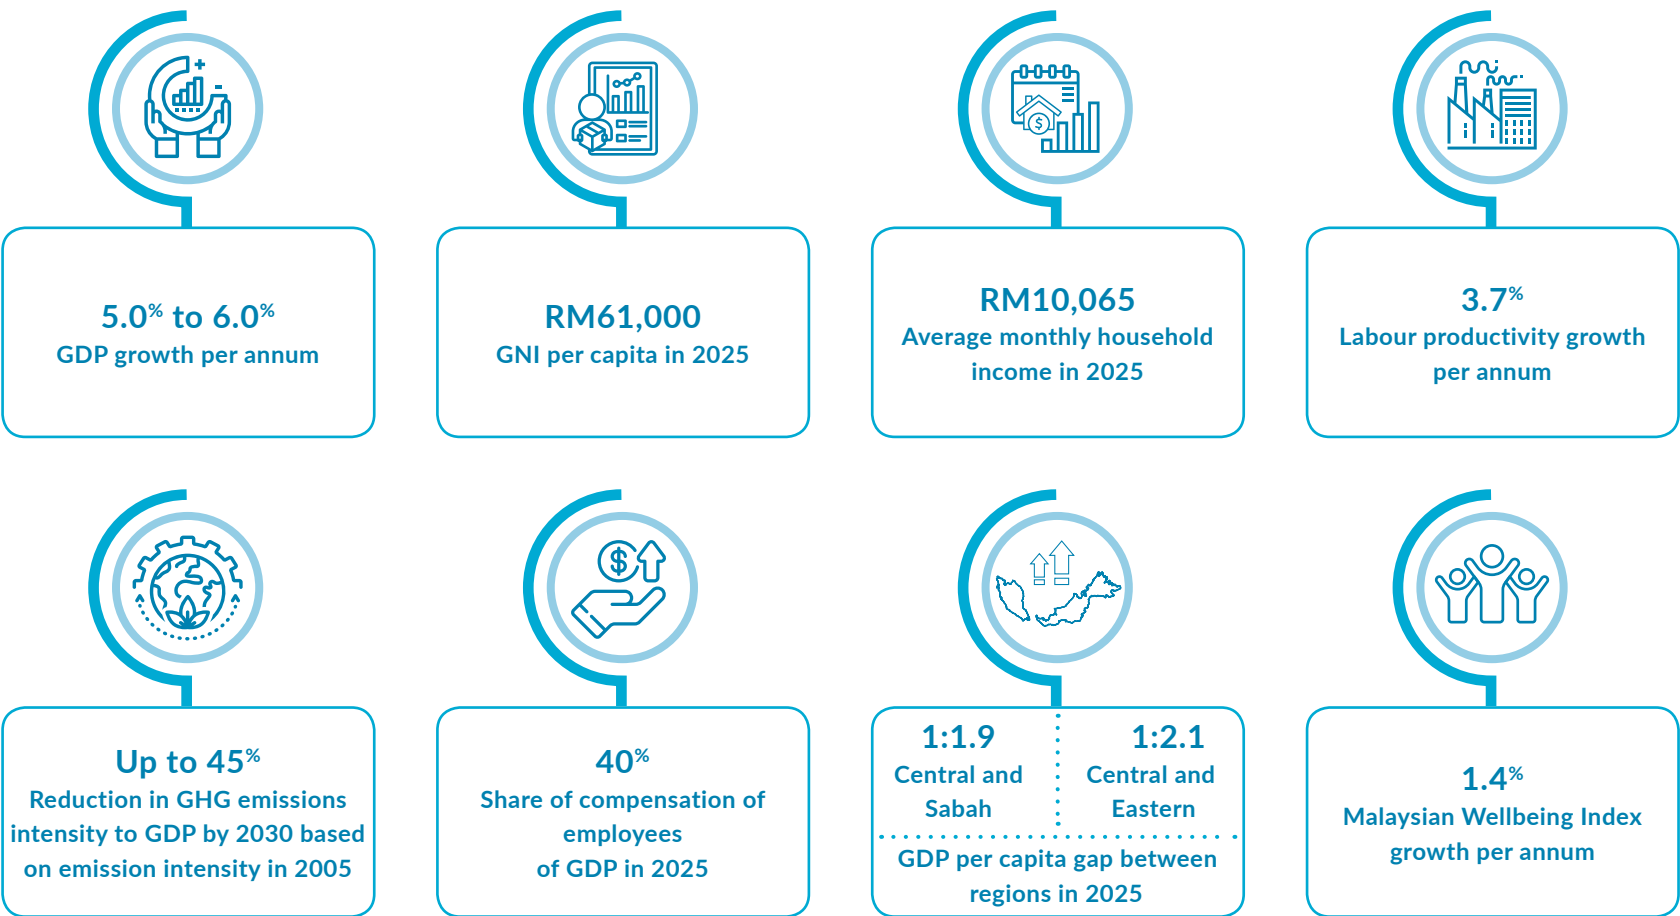 5.0% to 6.0%
GDP growth per annum
RM61,000
GNI per capita in 2025
RM10,065
Average monthly household
income in 2025
3.7%
Labour productivity growth
per annum
Up to 45%
Reduction in GHG emissions
intensity to GDP by 2030 based
on emission intensity in 2005
40%
Share of compensation of
employees
of GDP in 2025
1:1.9
Central and
Sabah
1:2.1
Central and
Eastern
GDP per capita gap between
regions in 2025
1.4%
Malaysian Wellbeing Index
growth per annum